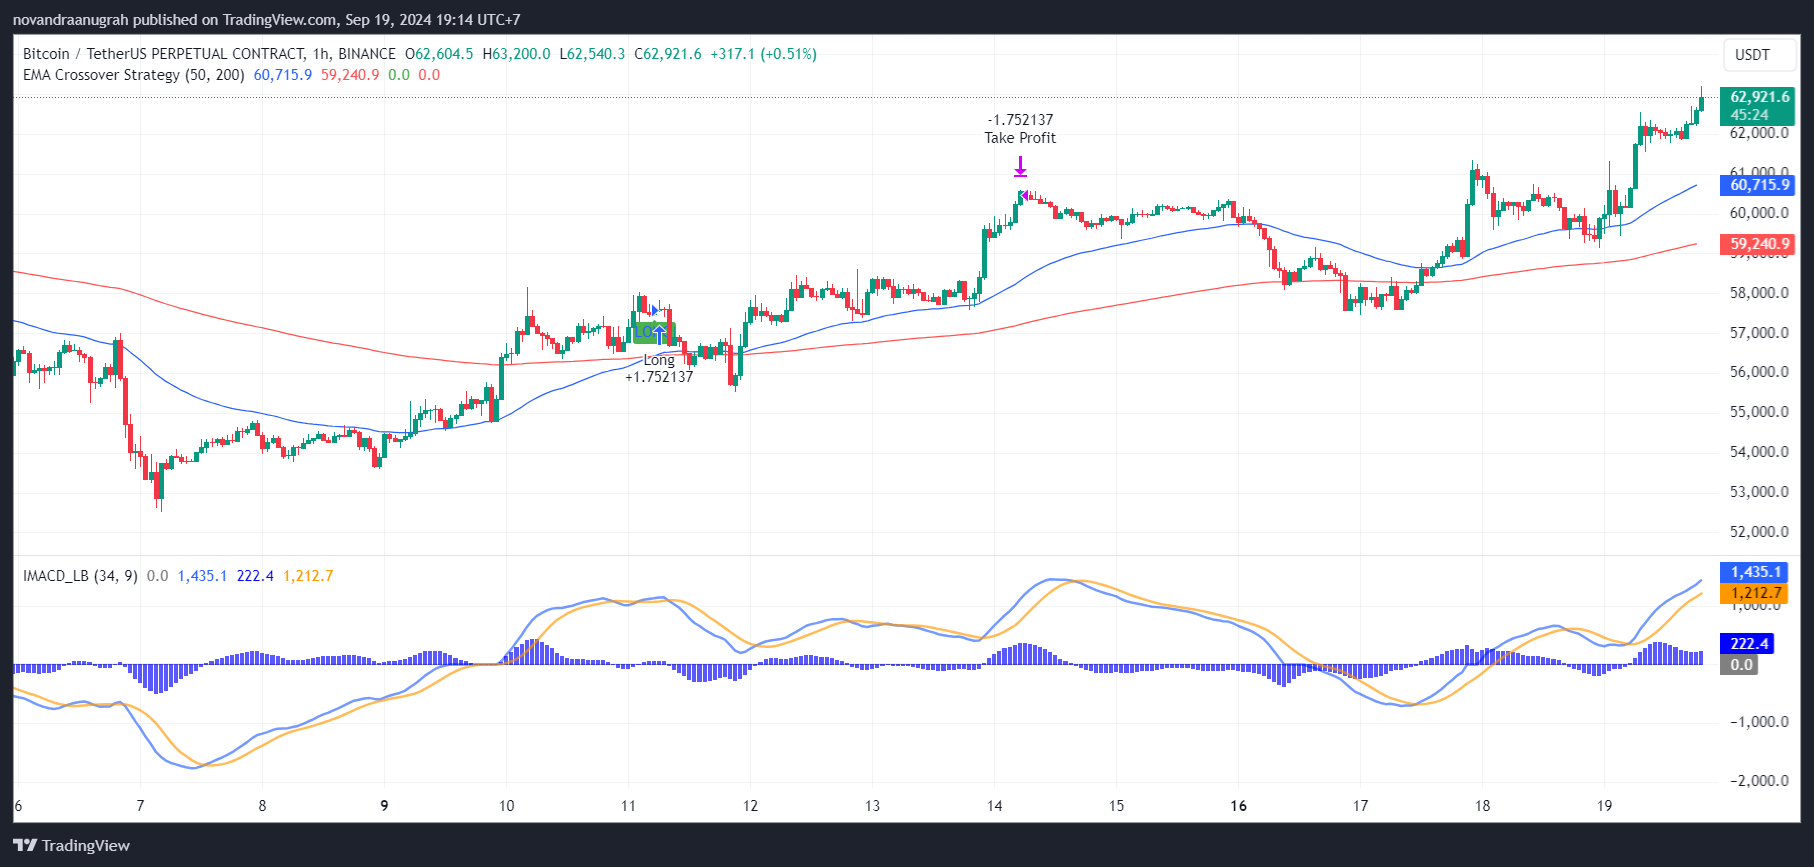 novandraanugrah published on TradingView.com, Sep 19, 2024 19:14 UTC+7
Bitcoin / TetherUS PERPETUAL CONTRACT, 1h, BINANCE O62,604.5 H63,200.0 L62,540.3 C62,921.6 +317.1 (+0.51%)
USDT
EMA Crossover Strategy (50, 200) 60,715.9 59,240.9 0.0 0.0
62,921.6
45:24
-1.752137
62,000.0
Take Profit
61,000.0
60,715.9
60,000.0
59,240.9
59,000.0
58,000.0
57,000.0
Long
56,000.0
+1.752137
55,000.0
54,000.0
53,000.0
52,000.0
IMACD_LB (34, 9) 0.0 1,435.1 222.4 1,212.7
1,435.1
1,212.7
1,000.0
222.4
0.0
−1,000.0
−2,000.0
6 7 8 9 10 11 12 13 14 15 16 17 18 19
TradingView